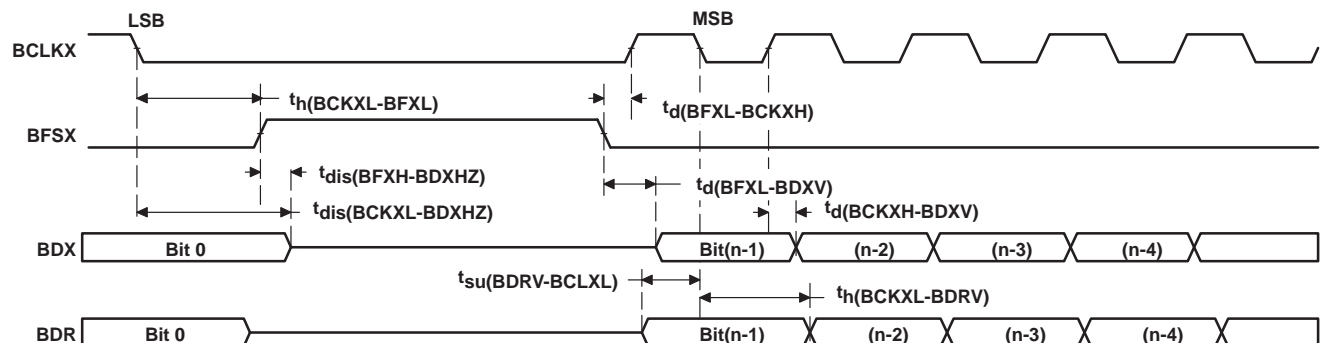 LSB MSB
BCLKX
th(BCKXL-BFXL)
td(BFXL-BCKXH)
BFSX
tdis(BFXH-BDXHZ)
td(BFXL-BDXV)
tdis(BCKXL-BDXHZ)
td(BCKXH-BDXV)
BDX Bit 0 Bit(n-1) (n-2) (n-3) (n-4)
tsu(BDRV-BCLXL)
th(BCKXL-BDRV)
BDR Bit 0 Bit(n-1) (n-2) (n-3) (n-4)